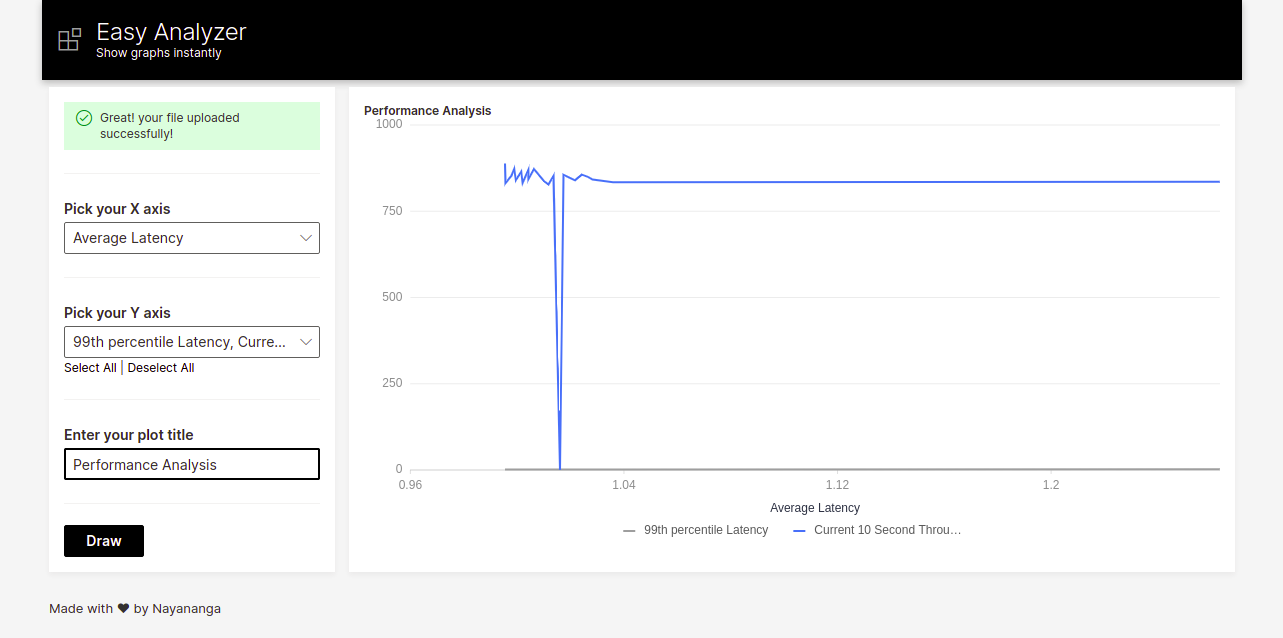 Easy Analyzer
Show graphs instantly
Great! your file uploaded
successfully!
Pick your X axis
Average Latency
Pick your Y axis
99th percentile Latency, Curre...
Select All | Deselect All
Enter your plot title
Performance Analysis
Draw
Performance Analysis
1000
750
500
250
0
0.96 1.04 1.12 1.2
Average Latency
99th percentile Latency Current 10 Second Throu…
Made with ❤ by Nayananga